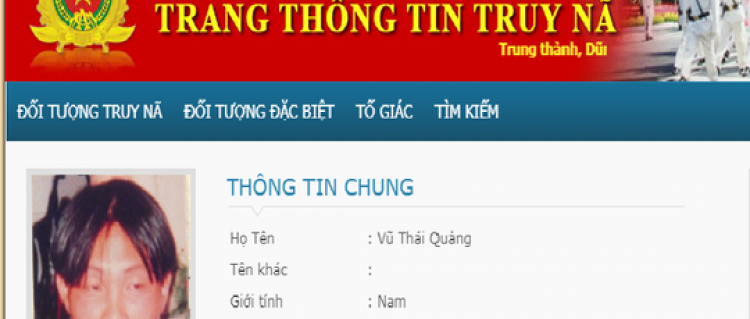 TRANG THÔNG TIN TRUY NÃ
Trung thành, Dũn
ĐỐI TƯỢNG TRUY NÃ ĐỐI TƯỢNG ĐẶC BIỆT TỐ GIÁC TÌM KIẾM
THÔNG TIN CHUNG
Họ Tên : Vũ Thái Quảng
Tên khác :
Giới tính : Nam